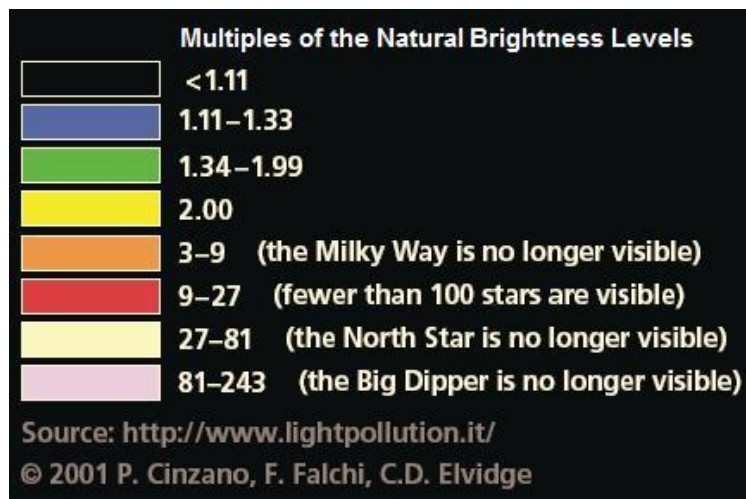 Multiples of the Natural Brightness Levels
<1.11
1.11–1.33
1.34–1.99
2.00
3–9 (the Milky Way is no longer visible)
9–27 (fewer than 100 stars are visible)
27–81 (the North Star is no longer visible)
81–243 (the Big Dipper is no longer visible)
Source: http://www.lightpollution.it/
© 2001 P. Cinzano, F. Falchi, C.D. Elvidge